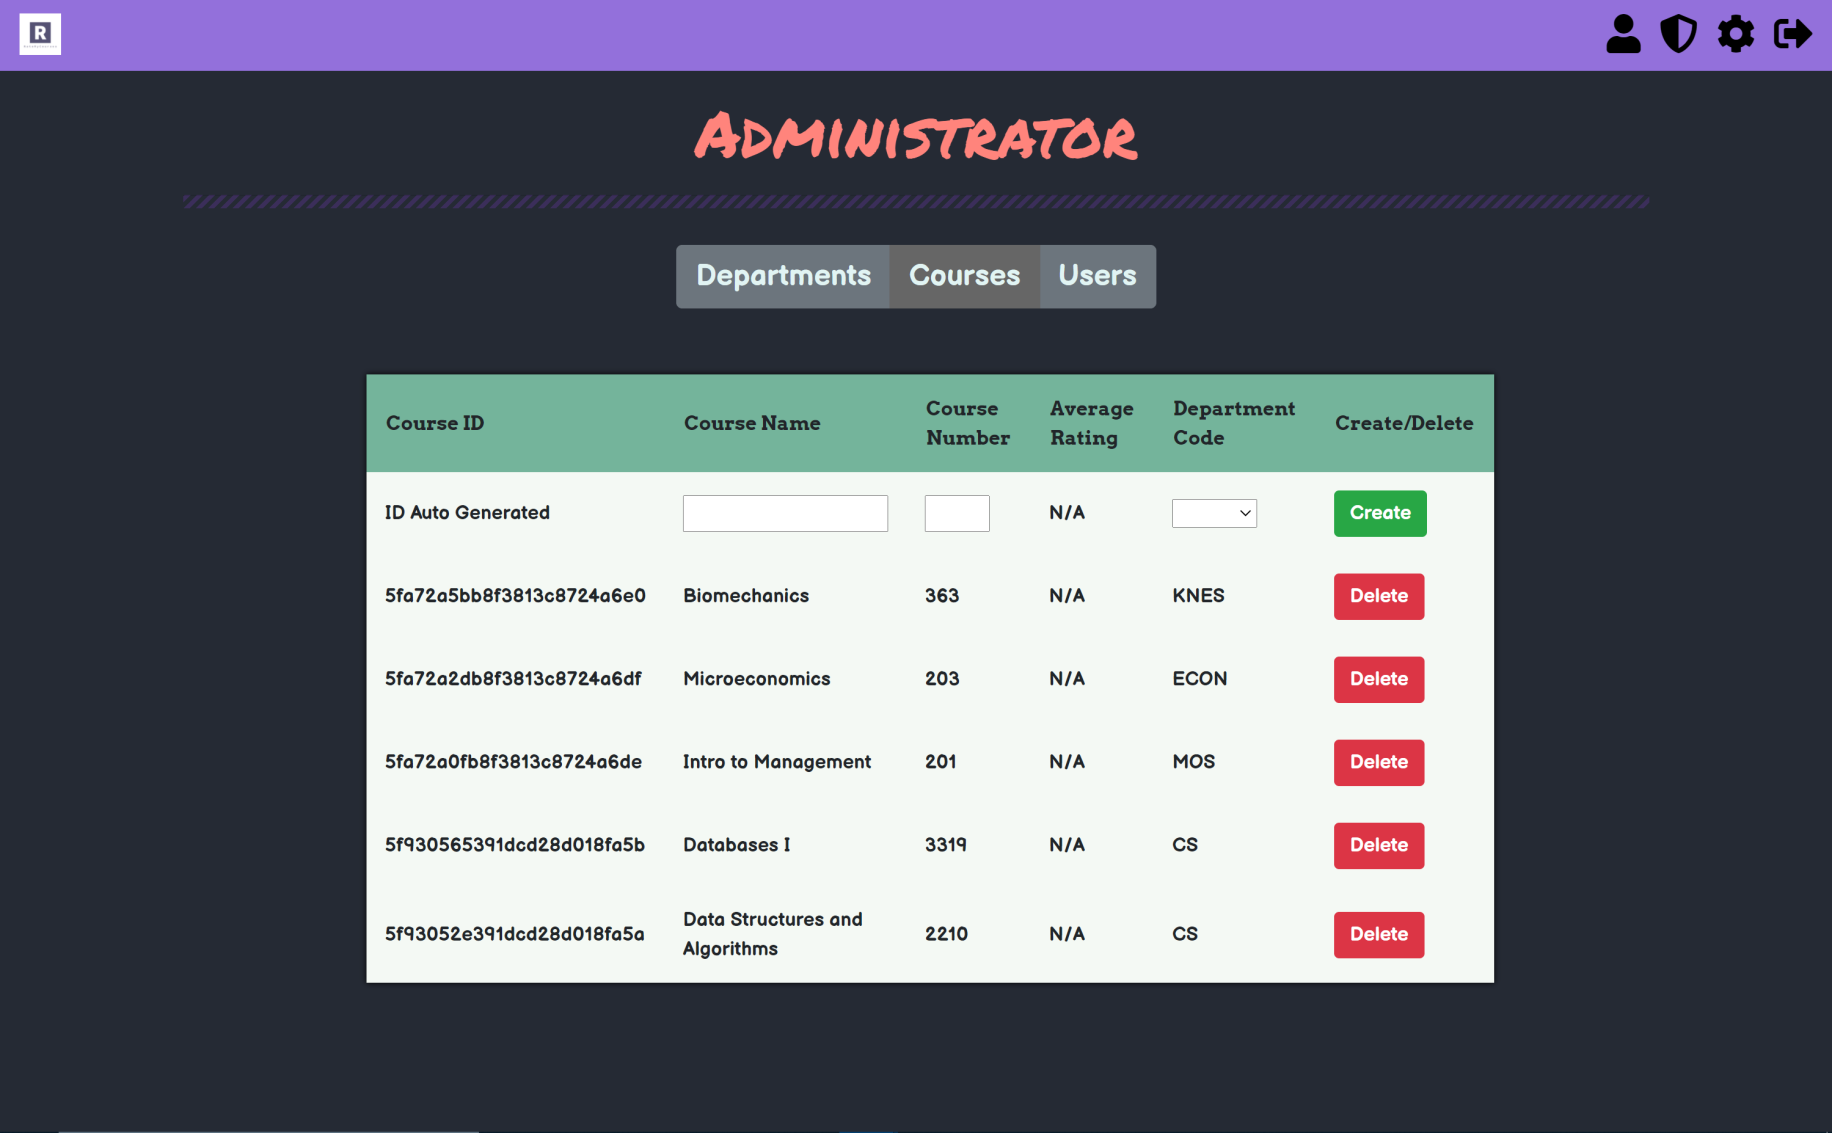 R
Administrator
Departments Courses Users
Course ID Course Name Course Number Average Rating Department Code Create/Delete
ID Auto Generated N/A Create
5fa72a5bb8f3813c8724a6e0 Biomechanics 363 N/A KNES Delete
5fa72a2db8f3813c8724a6df Microeconomics 203 N/A ECON Delete
5fa72a0fb8f3813c8724a6de Intro to Management 201 N/A MOS Delete
5f930565391dcd28d018fa5b Databases I 3319 N/A CS Delete
5f93052e391dcd28d018fa5a Data Structures and Algorithms 2210 N/A CS Delete